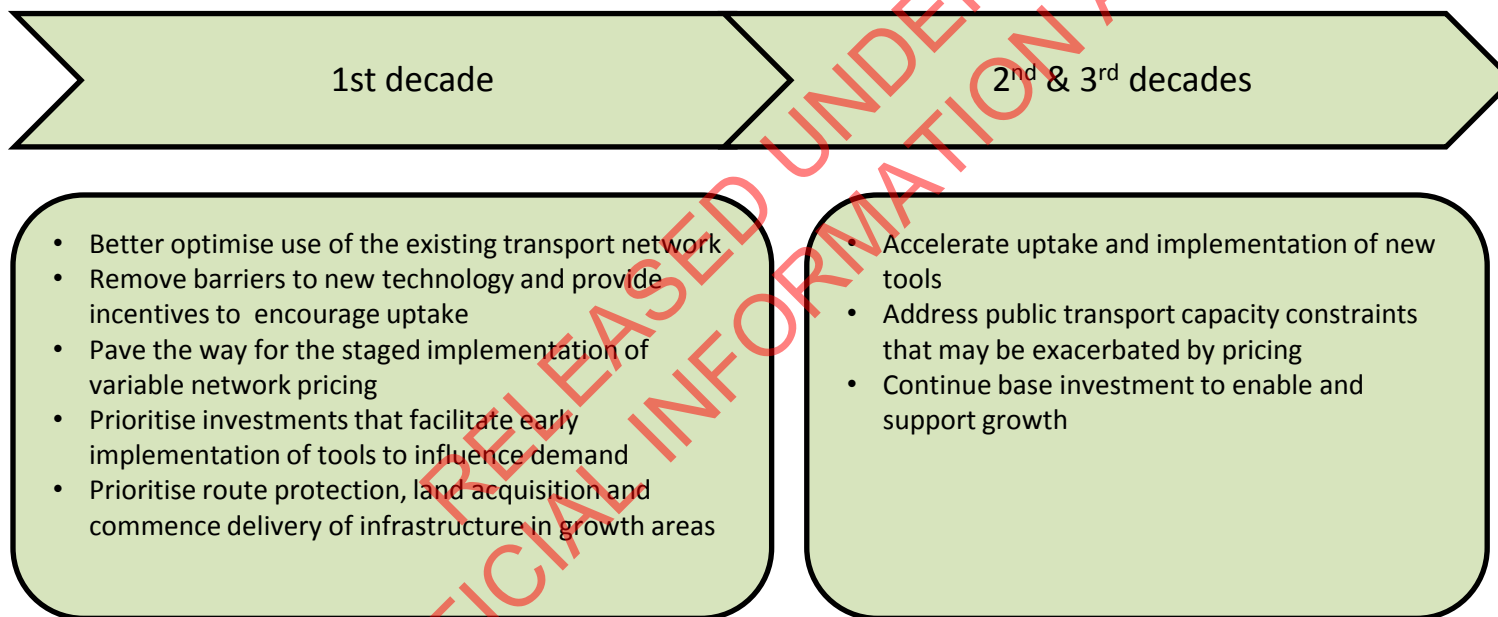 1st decade
2nd & 3rd decades
• Better optimise use of the existing transport network
• Remove barriers to new technology and provide
incentives to encourage uptake
• Pave the way for the staged implementation of
variable network pricing
• Prioritise investments that facilitate early
implementation of tools to influence demand
• Prioritise route protection, land acquisition and
commence delivery of infrastructure in growth areas
• Accelerate uptake and implementation of new
tools
• Address public transport capacity constraints
that may be exacerbated by pricing
• Continue base investment to enable and
support growth
RELEASED UNDE
INFORMATION A